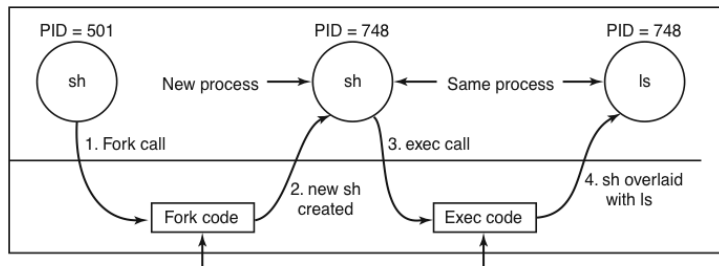 PID = 501
PID = 748
PID = 748
sh
New process
sh
Same process
ls
1. Fork call
3. exec call
2. new sh
created
4. sh overlaid
with ls
Fork code
Exec code